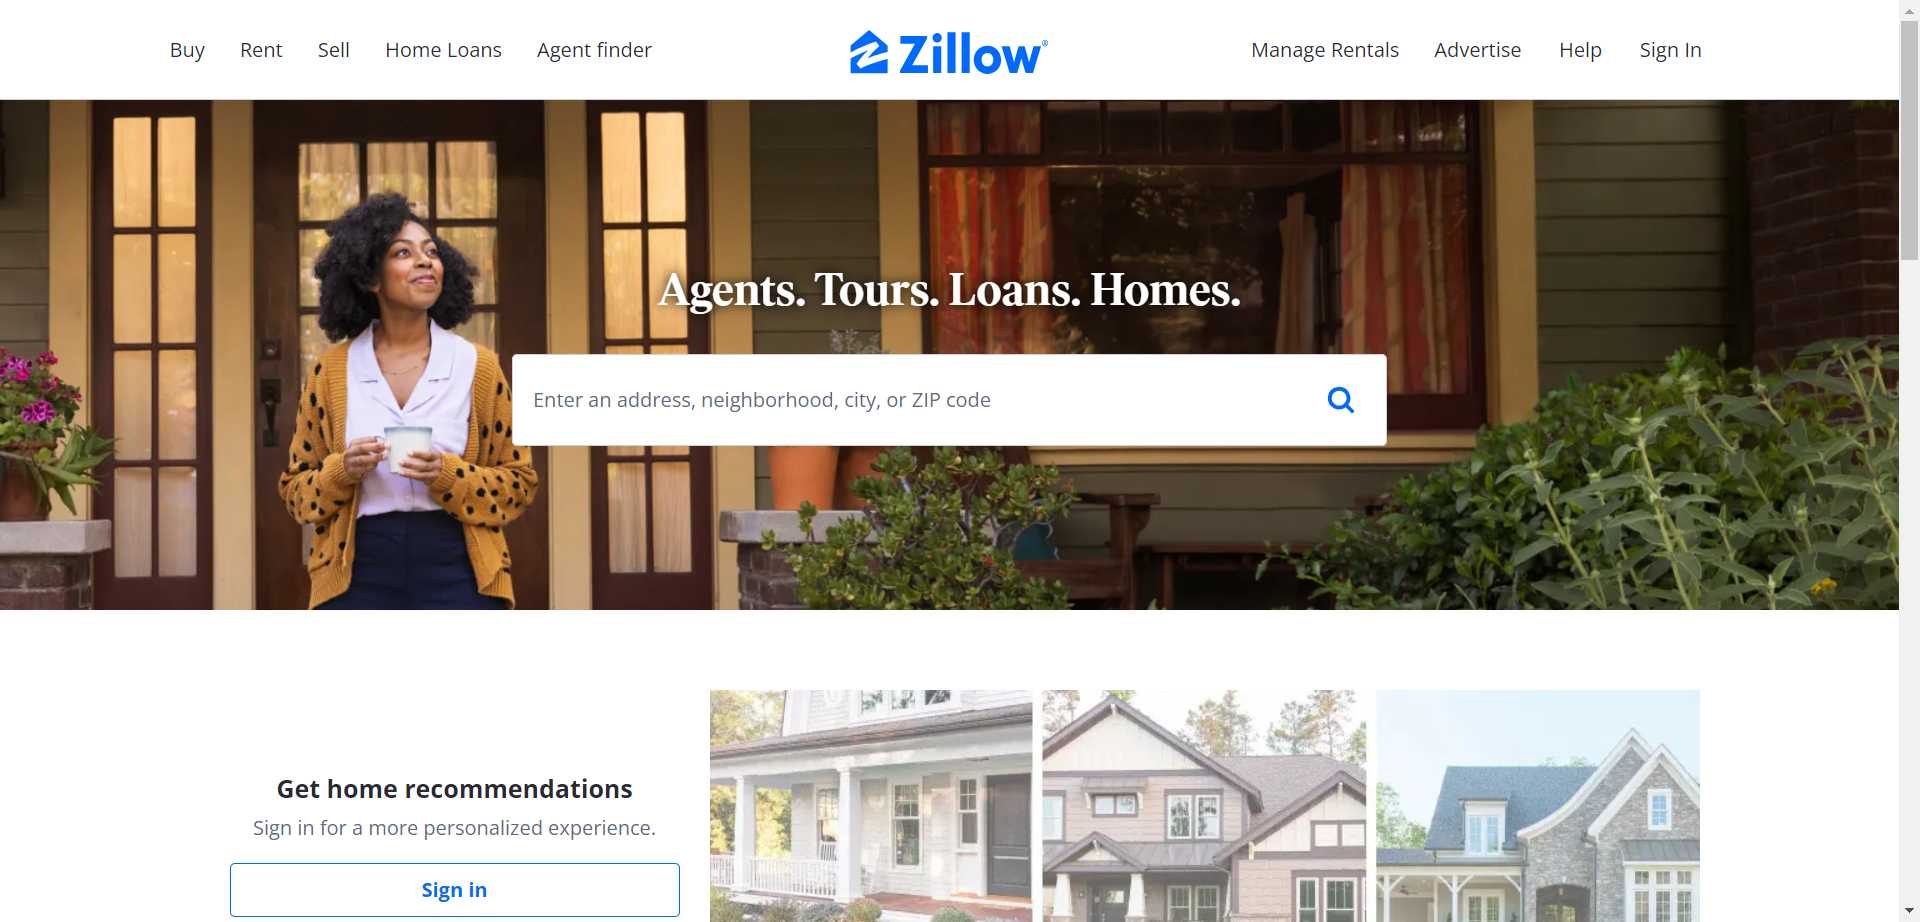 Buy Rent Sell Home Loans Agent finder Zillow® Manage Rentals Advertise Help Sign In
Agents. Tours. Loans. Homes.
Enter an address, neighborhood, city, or ZIP code
Get home recommendations
Sign in for a more personalized experience.
Sign in